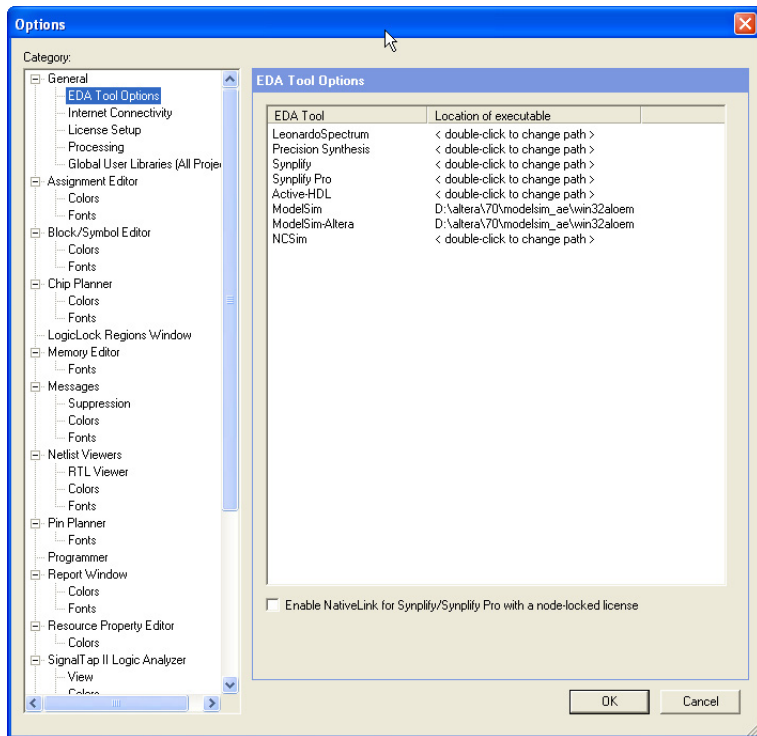 Options
Category:
General
EDA Tool Options
Internet Connectivity
License Setup
Processing
Global User Libraries (All Proje
Assignment Editor
Colors
Fonts
Block/Symbol Editor
Colors
Fonts
Chip Planner
Colors
Fonts
LogicLock Regions Window
Memory Editor
Fonts
Messages
Suppression
Colors
Fonts
Netlist Viewers
RTL Viewer
Colors
Fonts
Pin Planner
Fonts
Programmer
Report Window
Colors
Fonts
Resource Property Editor
Colors
SignalTap II Logic Analyzer
View
Colors
EDA Tool Options
EDA Tool Location of executable
LeonardoSpectrum < double-click to change path >
Precision Synthesis < double-click to change path >
Synplify < double-click to change path >
Synplify Pro < double-click to change path >
Active-HDL < double-click to change path >
ModelSim D:\altera\70\modelsim_ae\win32aloem
ModelSim-Altera D:\altera\70\modelsim_ae\win32aloem
NCSim < double-click to change path >
Enable NativeLink for Synplify/Synplify Pro with a node-locked license
OK Cancel